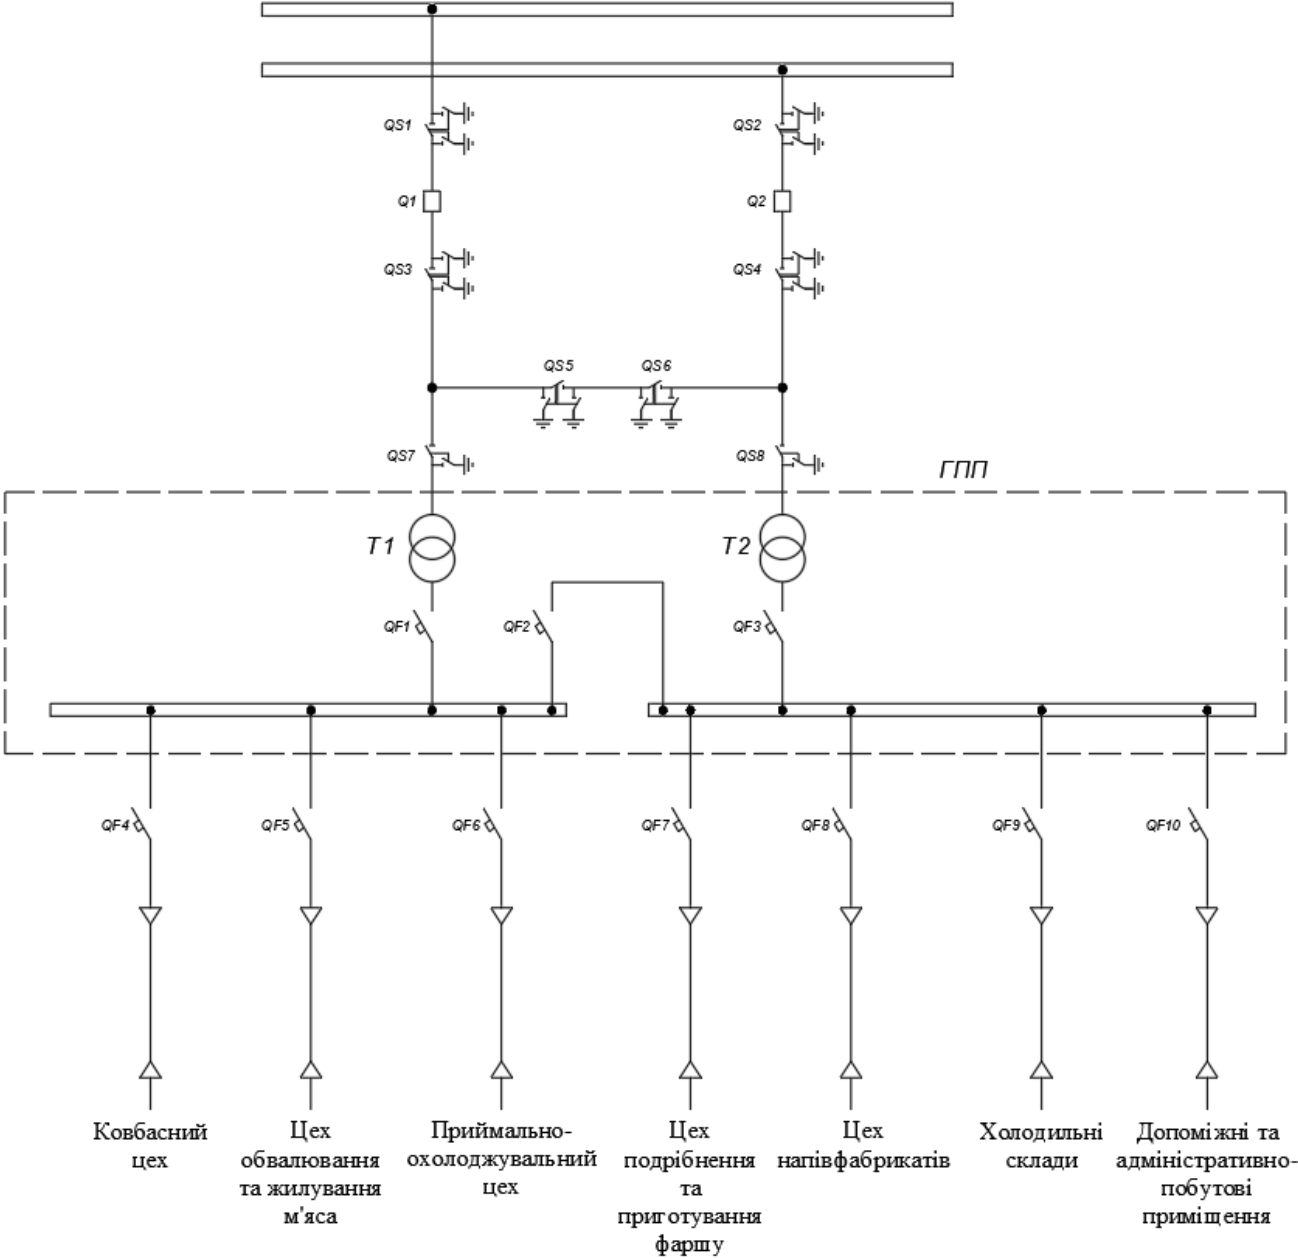 QS1
QS2
Q1
Q2
QS3
QS4
QS5
QS6
QS7
QS8
ГПП
T1
T2
QF1
QF2
QF3
QF4
QF5
QF6
QF7
QF8
QF9
QF10
Ковбасний
цех
Цех
обвалювання
та жилування
м'яса
Приймально-
охолоджувальний
цех
Цех
подрібнення
та
приготування
фаршу
Цех
напівфабрикатів
Холодильні
склади
Допоміжні та
адміністративно-
побутові
приміщення